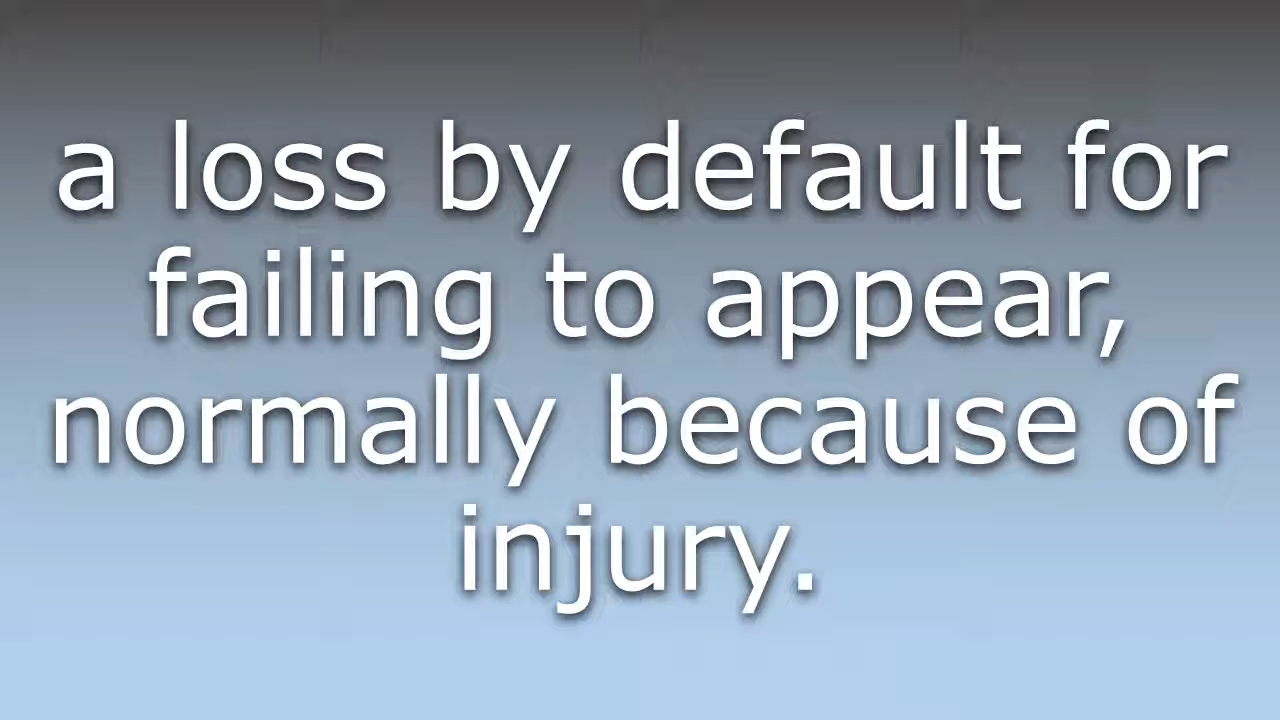 a loss by default for
failing to appear,
normally because of
injury.